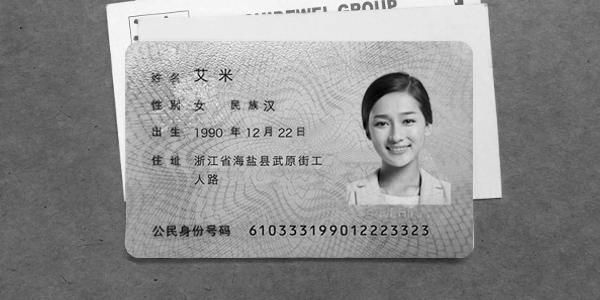 GROUP
姓名 艾米
性别 女 民族 汉
出生 1990 年 12 月 22 日
住址 浙江省海盐县武原街工
人路
公民身份号码 610333199012223323